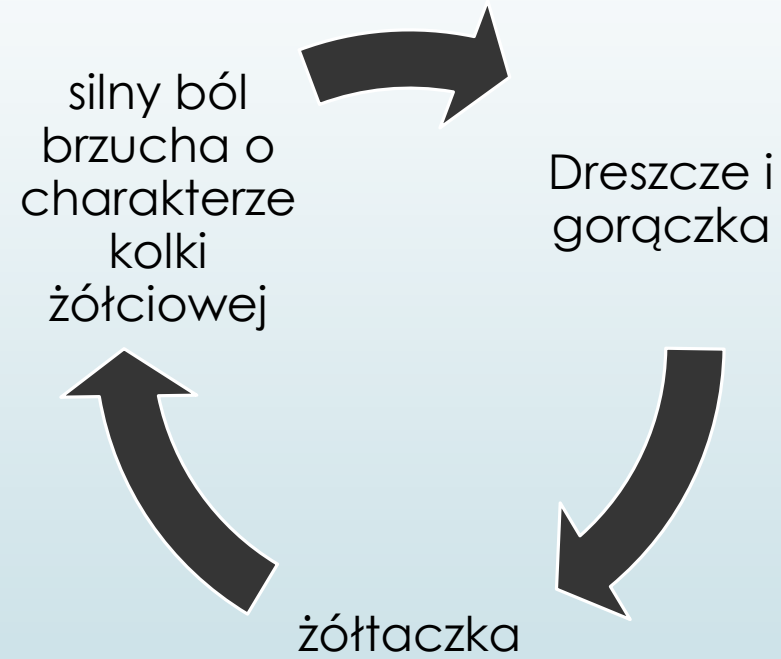 silny ból
brzucha o
charakterze
kolki
żółciowej
Dreszcze i
gorączka
żółtaczka